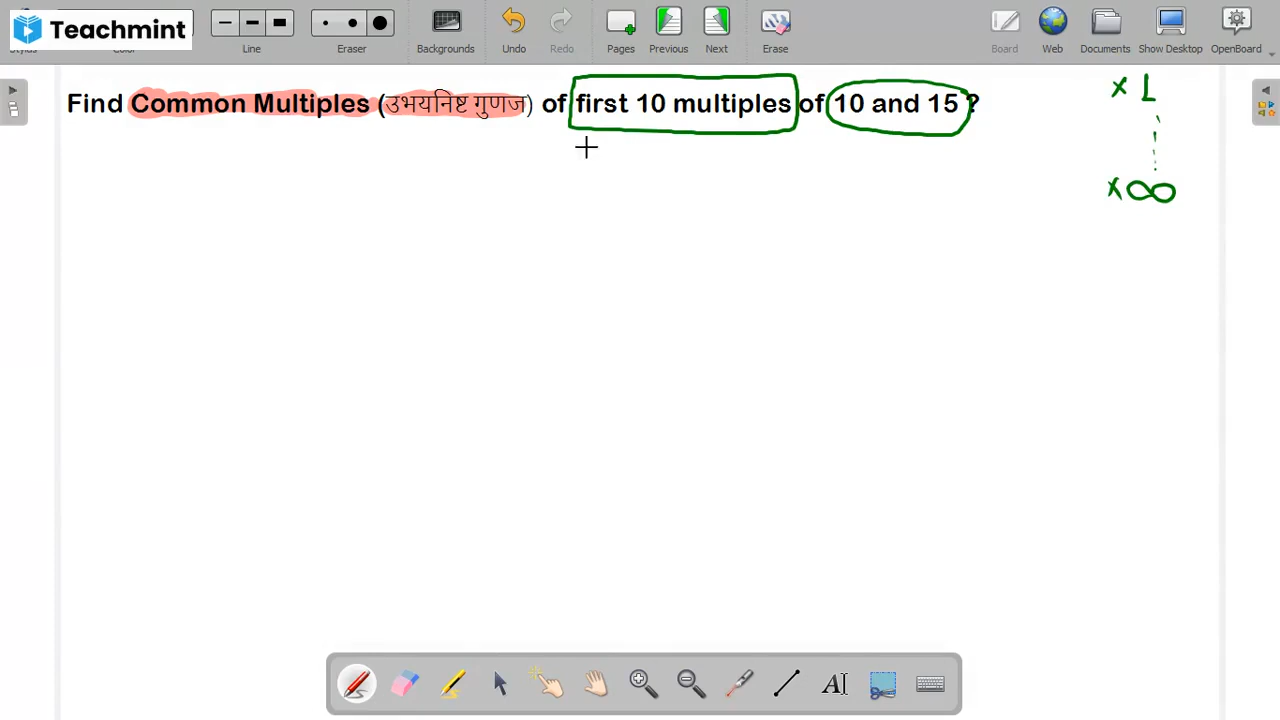 Teachmint
Line
Eraser
Backgrounds
Undo
Redo
Pages
Previous
Next
Erase
Board
Web
Documents
Show Desktop
OpenBoard
Find Common Multiples (उभयनिष्ट गुणज) of first 10 multiples of 10 and 15 ?
× 1
×∞
AI